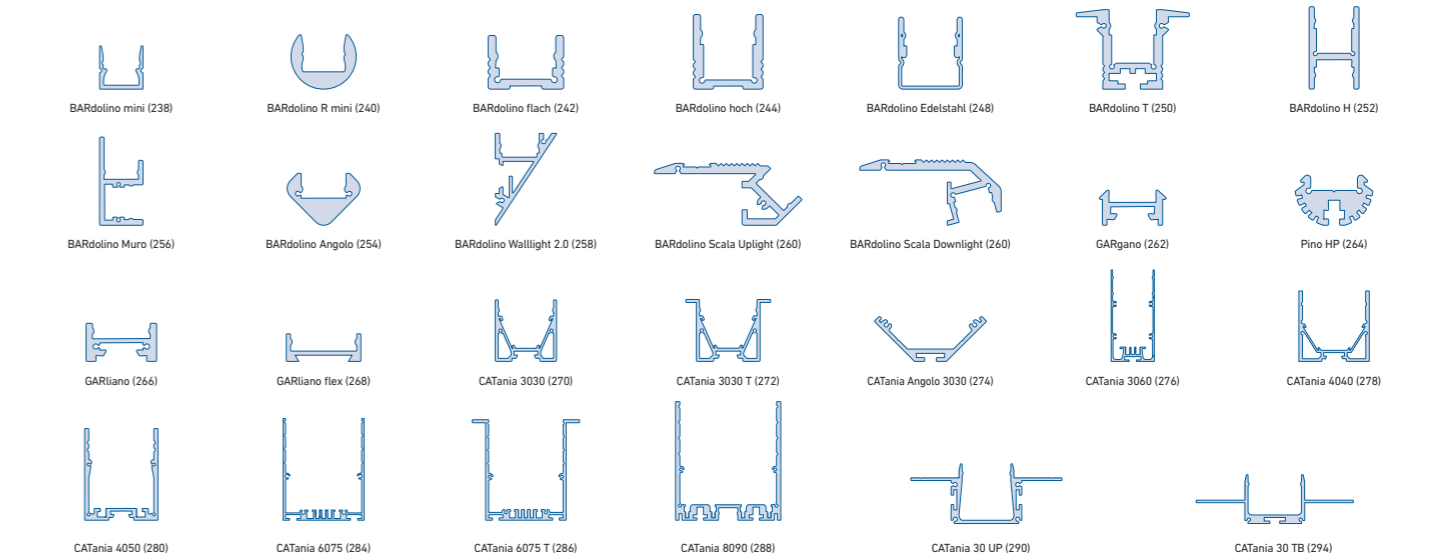 BARdolino mini (238)
BARdolino R mini (240)
BARdolino flach (242)
BARdolino hoch (244)
BARdolino Edelstahl (248)
BARdolino T (250)
BARdolino H (252)
BARdolino Muro (256)
BARdolino Angolo (254)
BARdolino Walllight 2.0 (258)
BARdolino Scala Uplight (260)
BARdolino Scala Downlight (260)
GARgano (262)
Pino HP (264)
GARliano (266)
GARliano flex (268)
CATania 3030 (270)
CATania 3030 T (272)
CATania Angolo 3030 (274)
CATania 3060 (276)
CATania 4040 (278)
CATania 4050 (280)
CATania 6075 (284)
CATania 6075 T (286)
CATania 8090 (288)
CATania 30 UP (290)
CATania 30 TB (294)